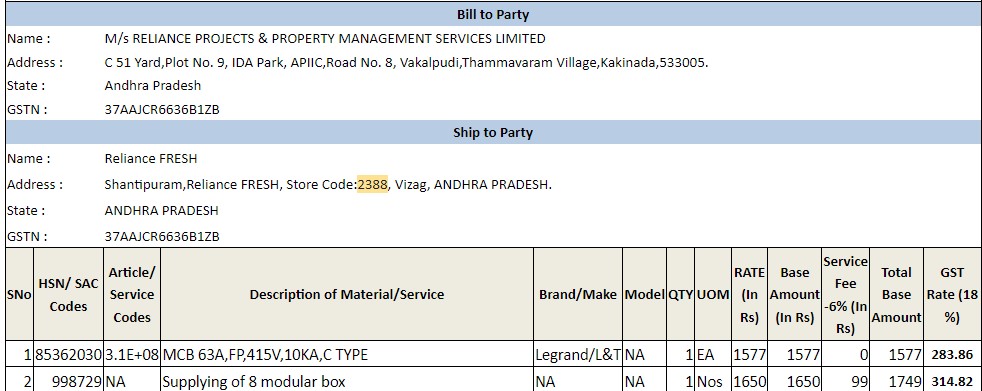 Bill to Party
Name : M/s RELIANCE PROJECTS & PROPERTY MANAGEMENT SERVICES LIMITED
Address : C 51 Yard,Plot No. 9, IDA Park, APIIC,Road No. 8, Vakalpudi,Thammavaram Village,Kakinada,533005.
State : Andhra Pradesh
GSTN : 37AAJCR6636B1ZB
Ship to Party
Name : Reliance FRESH
Address : Shantipuram,Reliance FRESH, Store Code:2388, Vizag, ANDHRA PRADESH.
State : ANDHRA PRADESH
GSTN : 37AAJCR6636B1ZB
SNo HSN/ SAC Codes Article/ Service Codes Description of Material/Service Brand/Make Model QTY UOM RATE (In Rs) Base Amount (In Rs) Service Fee -6% (In Rs) Total Base Amount GST Rate (18 %)
1 85362030 3.1E+08 MCB 63A,FP,415V,10KA,C TYPE Legrand/L&T NA 1 EA 1577 1577 0 1577 283.86
2 998729 NA Supplying of 8 modular box NA NA 1 Nos 1650 1650 99 1749 314.82